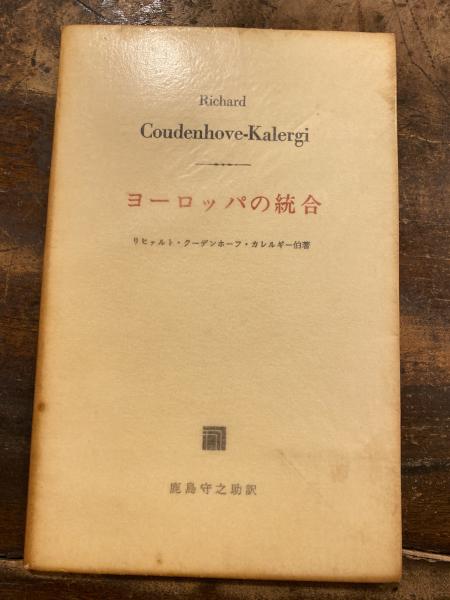 Richard
Coudenhove-Kalergi
ヨーロッパの統合
リヒァルト・クーデンホーフ・カレルギー伯著
鹿島守之助訳